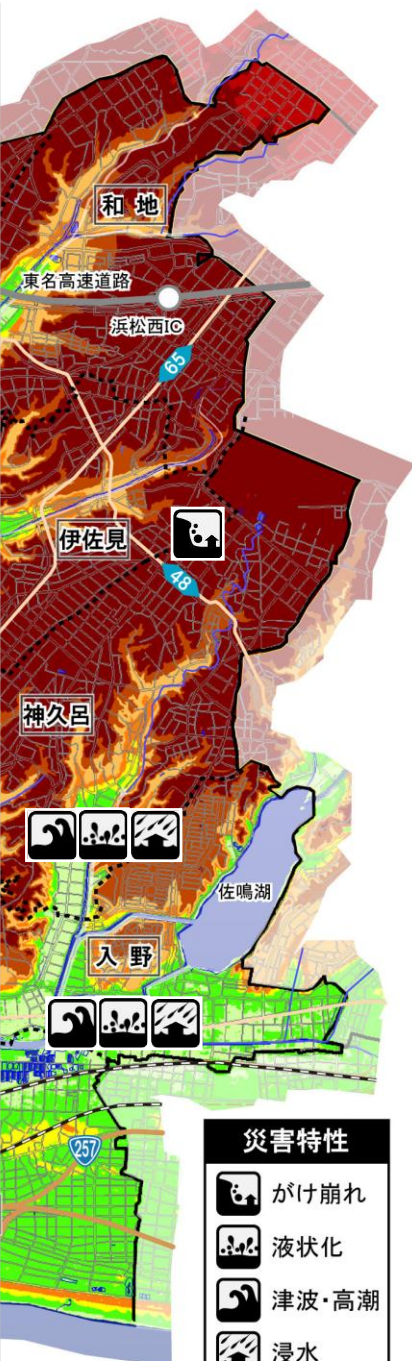 和地
東名高速道路
浜松西IC
65
伊佐見
48
神久呂
佐鳴湖
入野
257
災害特性
がけ崩れ
液状化
津波・高潮
浸水